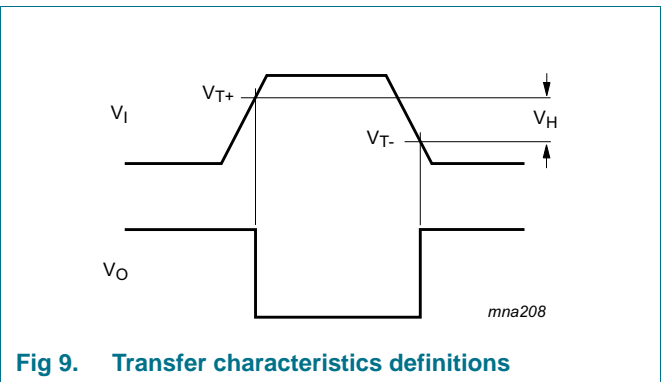 VT+
VI
VH
VT-
VO
mna208
Fig 9. Transfer characteristics definitions